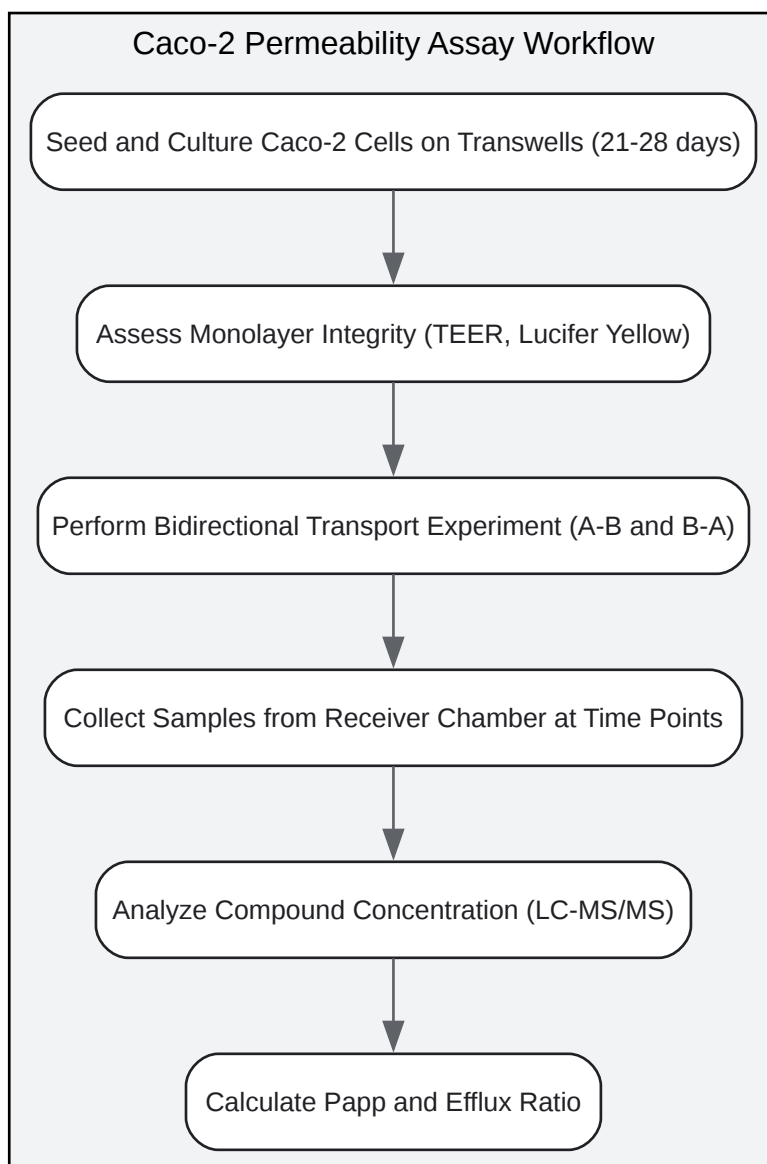 Caco-2 Permeability Assay Workflow
Seed and Culture Caco-2 Cells on Transwells (21-28 days)
Assess Monolayer Integrity (TEER, Lucifer Yellow)
Perform Bidirectional Transport Experiment (A-B and B-A)
Collect Samples from Receiver Chamber at Time Points
Analyze Compound Concentration (LC-MS/MS)
Calculate Papp and Efflux Ratio